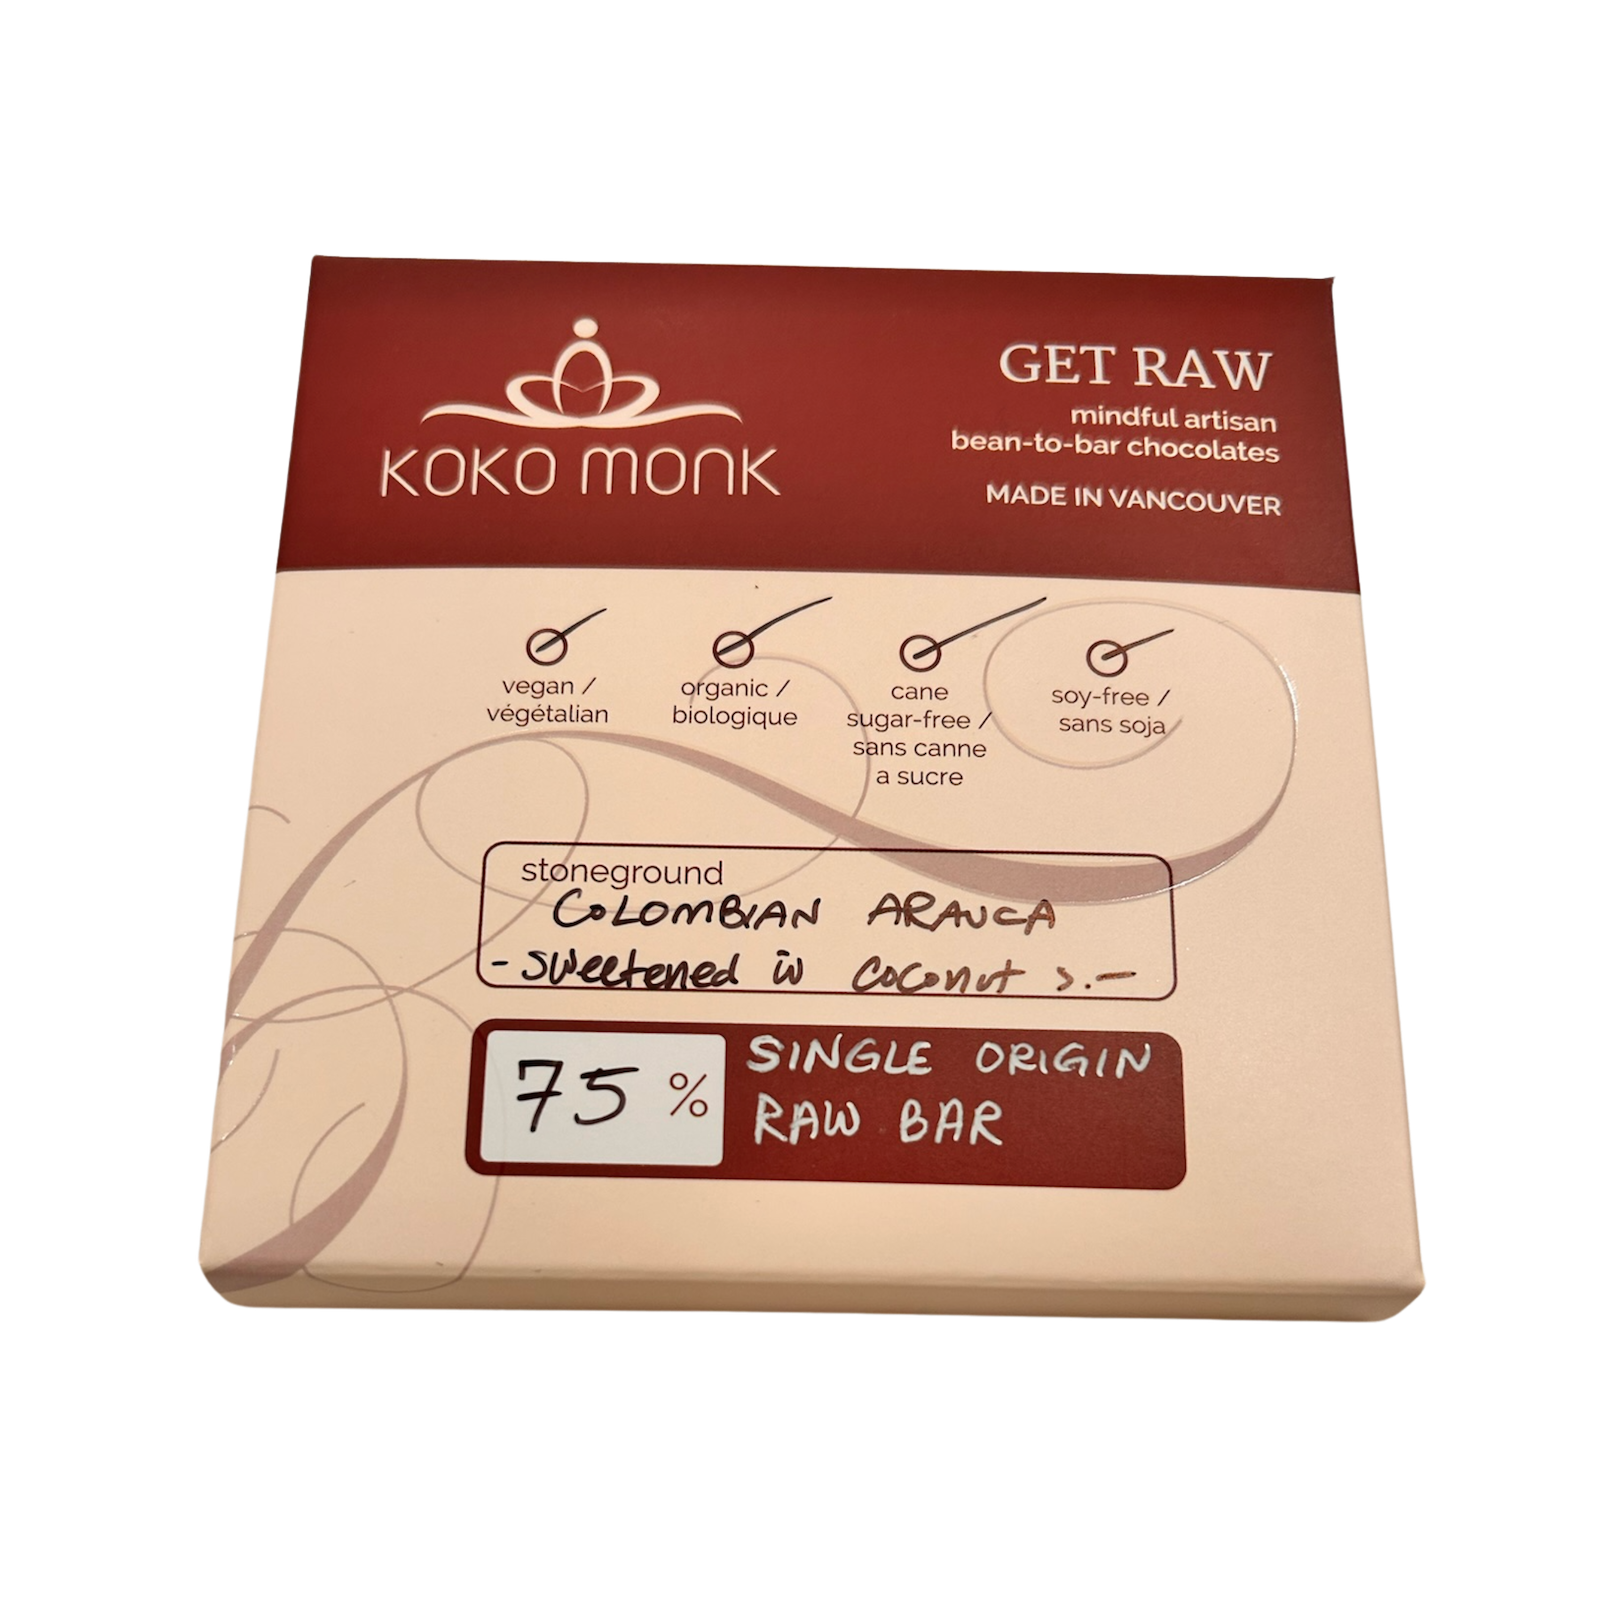 KOKO MONK
GET RAW
mindful artisan
bean-to-bar chocolates
MADE IN VANCOUVER
vegan /
végétalian
organic /
biologique
cane
sugar-free /
sans canne
a sucre
soy-free /
sans soja
stoneground
COLOMBIAN ARAUCA
- sweetened w coconut s. -
75 %
SINGLE ORIGIN
RAW BAR